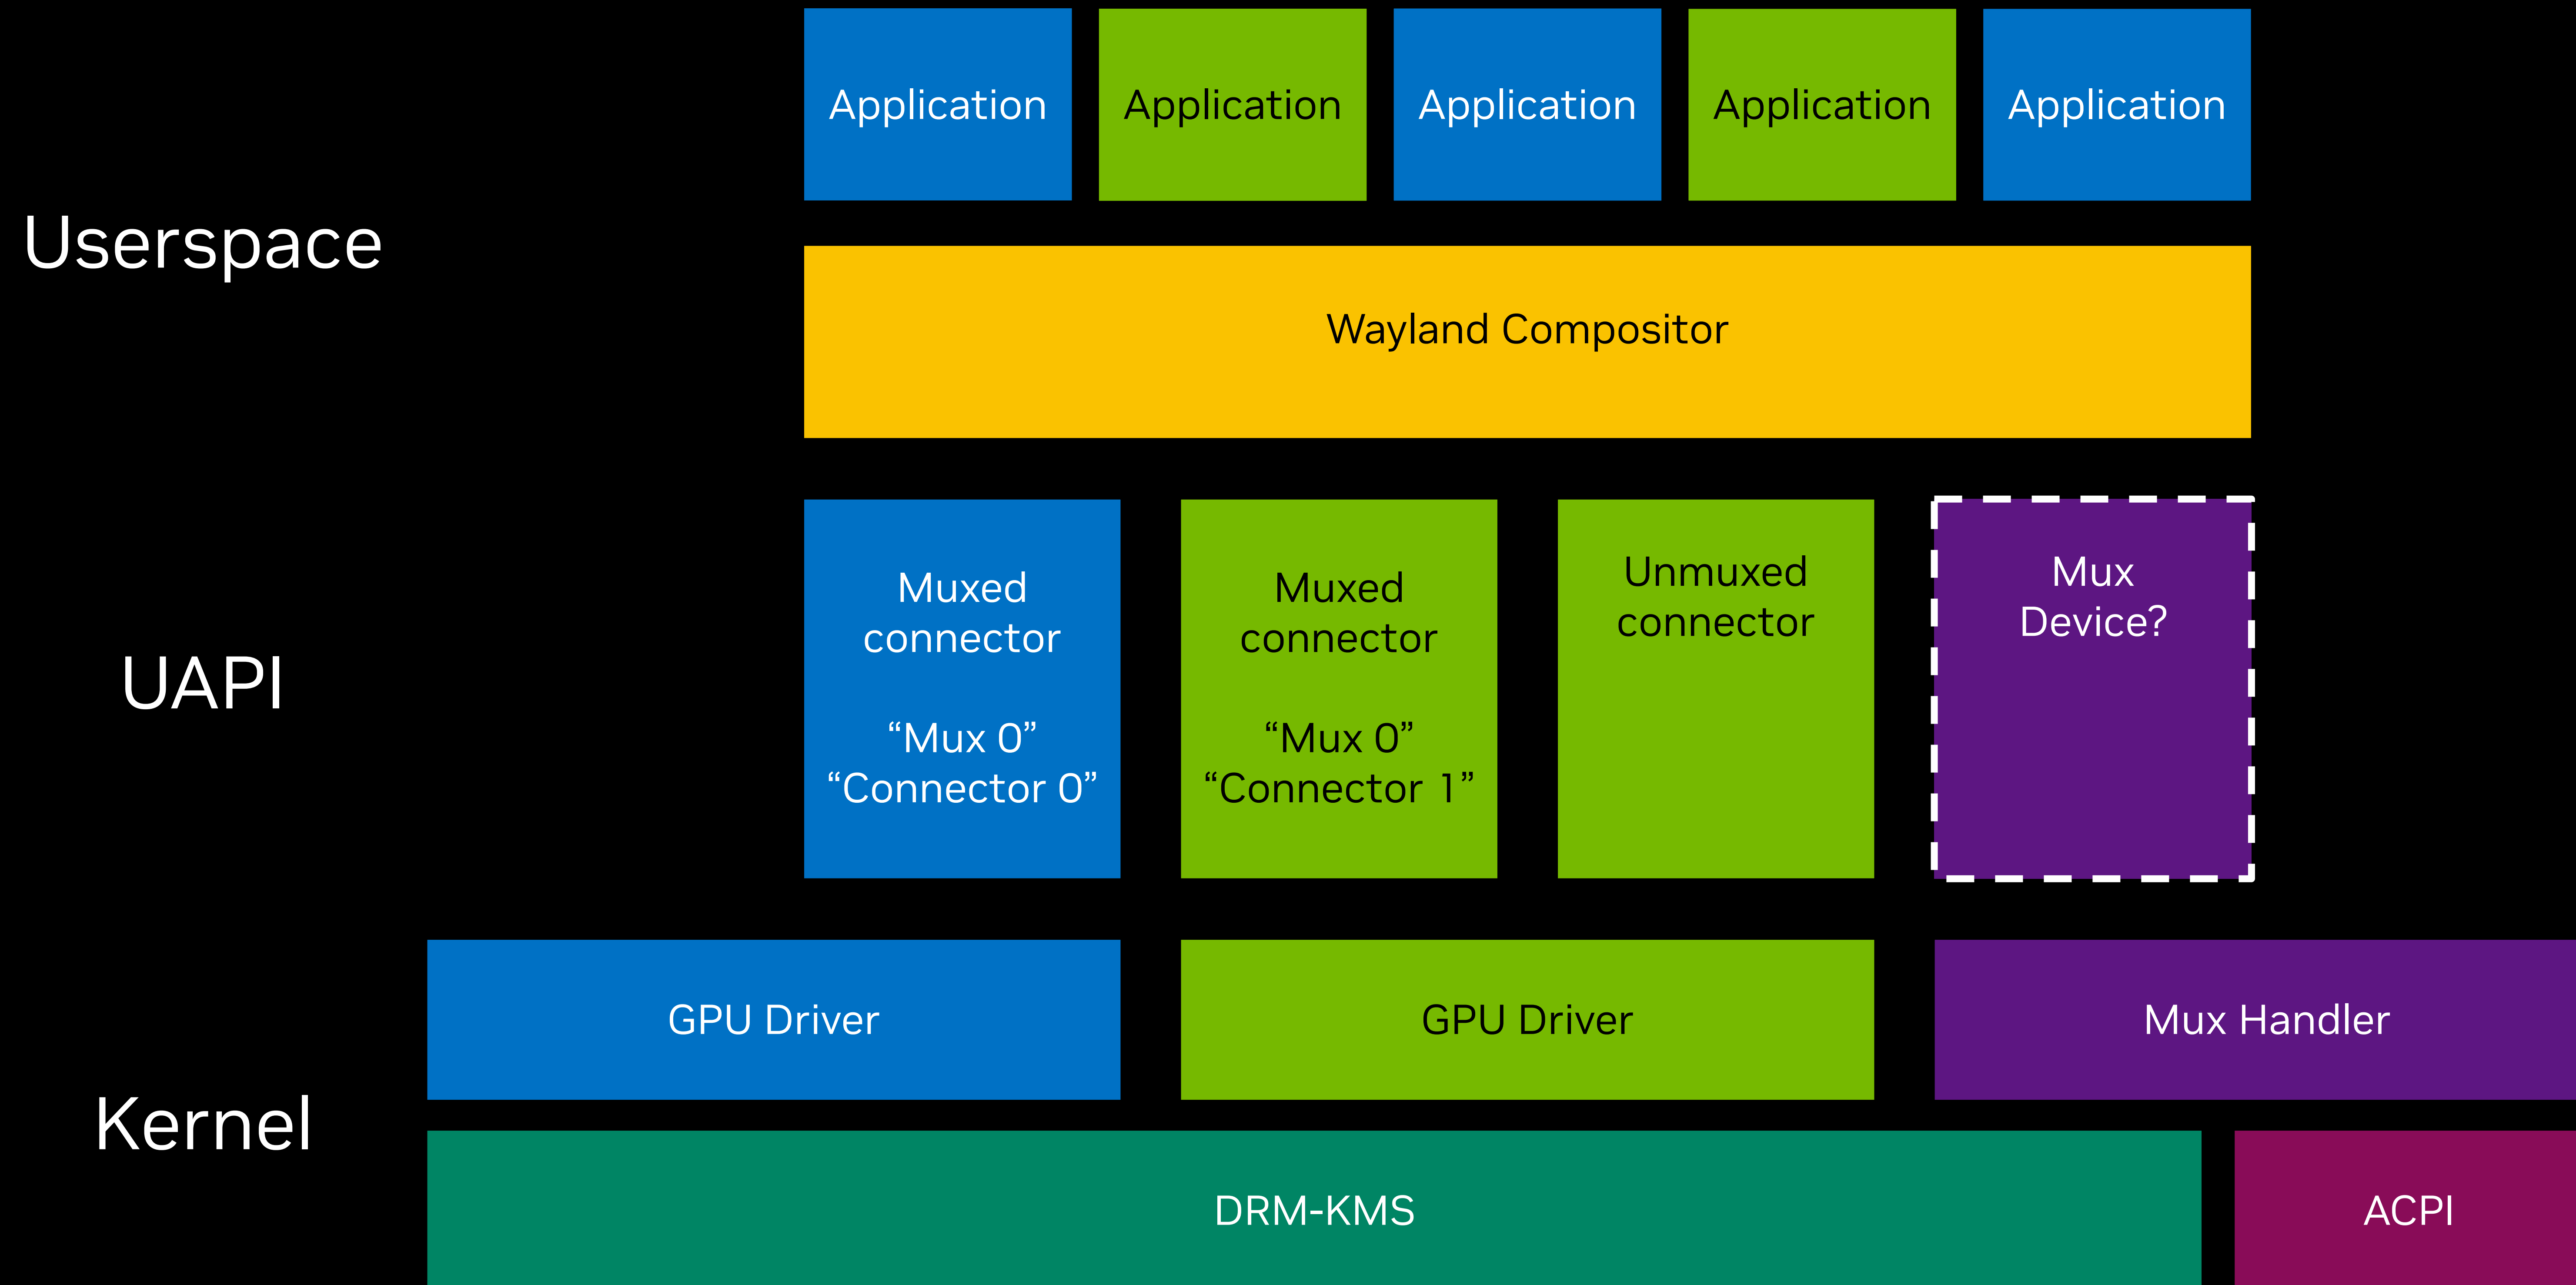 Application
Application
Application
Application
Application
Userspace
Wayland Compositor
UAPI
Muxed
connector
“Mux 0”
“Connector 0”
Muxed
connector
“Mux 0”
“Connector 1”
Unmuxed
connector
Mux
Device?
Kernel
GPU Driver
GPU Driver
Mux Handler
DRM-KMS
ACPI